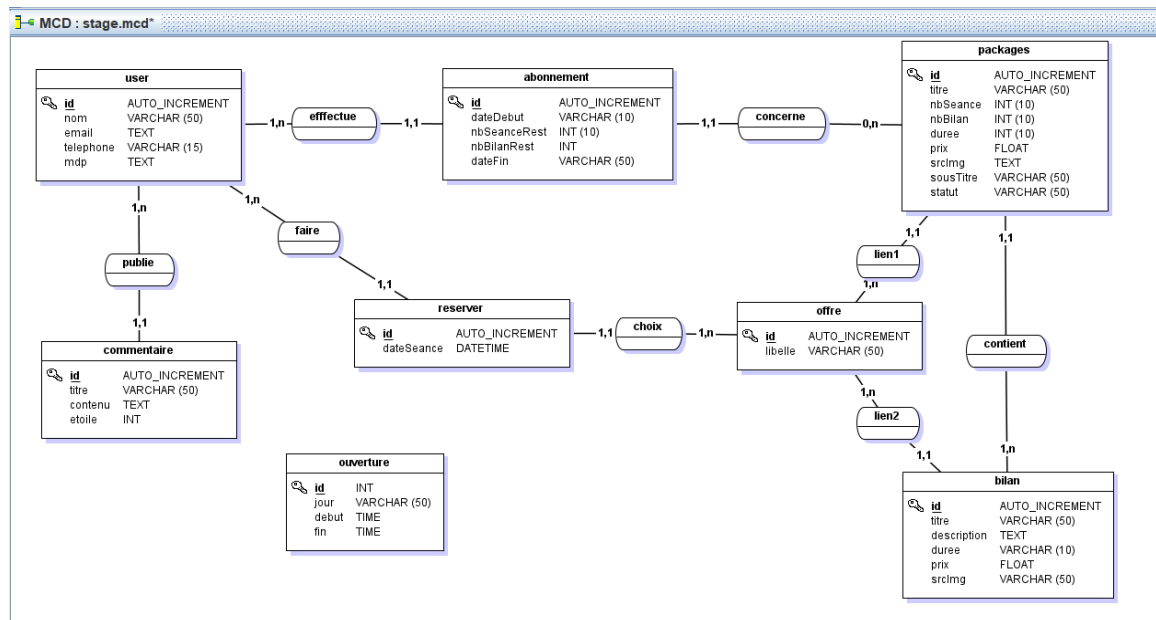 MCD : stage.mcd*
user
id AUTO_INCREMENT
nom VARCHAR (50)
email TEXT
telephone VARCHAR (15)
mdp TEXT
1,n
efffectue
1,1
abonnement
id AUTO_INCREMENT
dateDebut VARCHAR (10)
nbSeanceRest INT (10)
nbBilanRest INT
dateFin VARCHAR (50)
1,1
concerne
0,n
packages
id AUTO_INCREMENT
titre VARCHAR (50)
nbSeance INT (10)
nbBilan INT (10)
duree INT (10)
prix FLOAT
srcImg TEXT
sousTitre VARCHAR (50)
statut VARCHAR (50)
1,n
publie
1,1
1,n
faire
1,1
commentaire
id AUTO_INCREMENT
titre VARCHAR (50)
contenu TEXT
etoile INT
reserver
id AUTO_INCREMENT
dateSeance DATETIME
1,1
choix
1,n
offre
id AUTO_INCREMENT
libelle VARCHAR (50)
1,1
lien1
1,n
1,1
contient
1,n
1,n
lien2
1,1
ouverture
id INT
jour VARCHAR (50)
debut TIME
fin TIME
bilan
id AUTO_INCREMENT
titre VARCHAR (50)
description TEXT
duree VARCHAR (10)
prix FLOAT
srcImg VARCHAR (50)